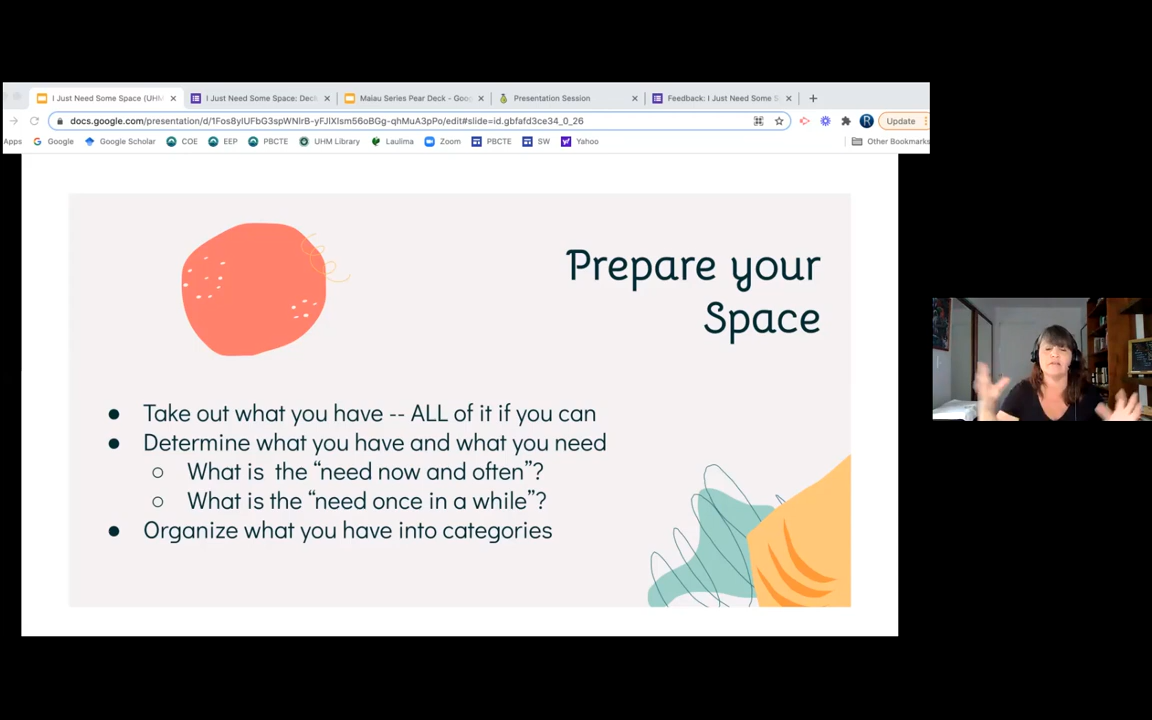 I Just Need Some Space (UHM
I Just Need Some Space: Dec
Maiau Series Pear Deck - Goo
Presentation Session
Feedback: I Just Need Some S
docs.google.com/presentation/d/1Fos8yIUFbG3spWNlrB-yFJlXIsm56oBGg-qhMuA3pPo/edit#slide=id.gbfafd3ce34_0_26
R
Update
Apps
Google
Google Scholar
COE
EEP
PBCTE
UHM Library
Laulima
Zoom
PBCTE
SW
Yahoo
Other Bookmarks
Prepare your
Space
● Take out what you have -- ALL of it if you can
● Determine what you have and what you need
○ What is  the “need now and often”?
○ What is the “need once in a while”?
● Organize what you have into categories